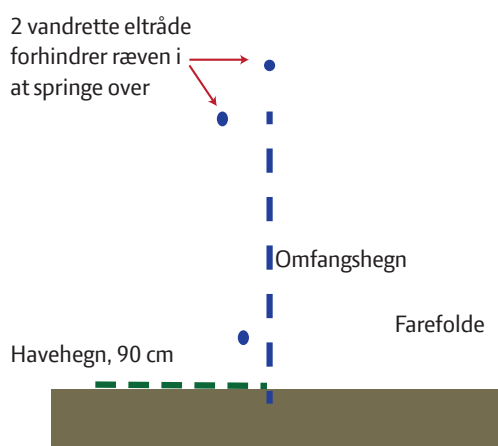 2 vandrette eltråde
forhindrer ræven i
at springe over
Omfangshegn
Farefolde
Havehegn, 90 cm